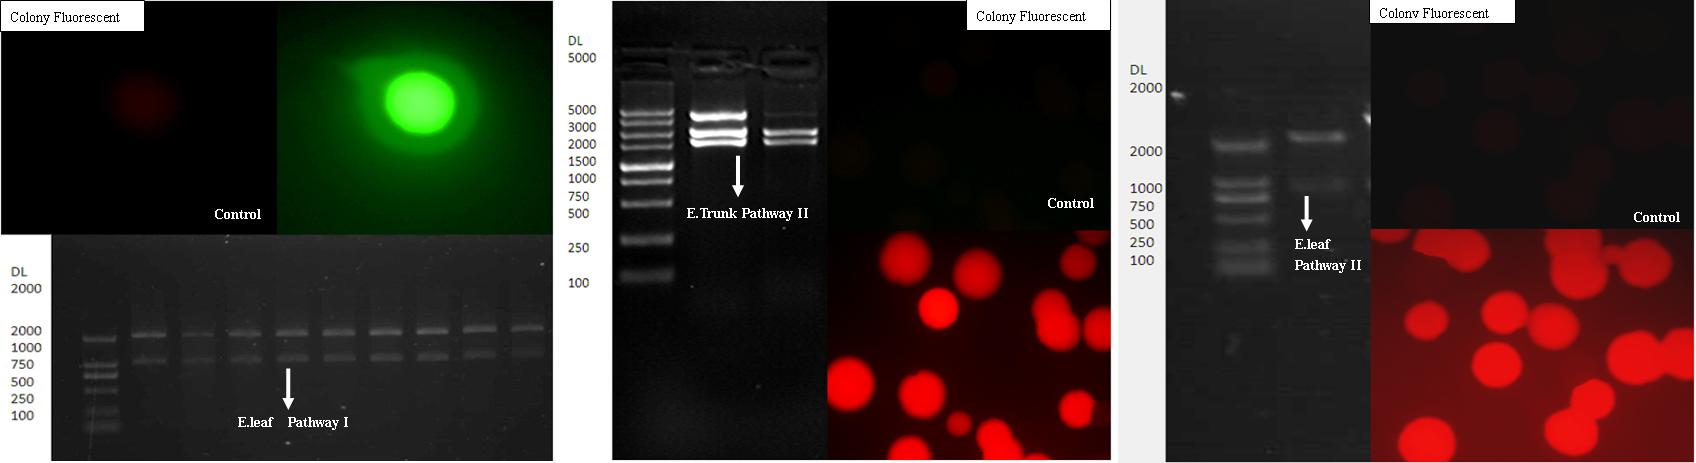 Colony Fluorescent
Control
DL
2000
2000
1000
750
500
250
100
E.leaf Pathway I
DL
5000
5000
3000
2000
1500
1000
750
500
250
100
E.Trunk Pathway II
Colony Fluorescent
Control
DL
2000
2000
1000
750
500
250
100
E.leaf
Pathway II
Colony Fluorescent
Control